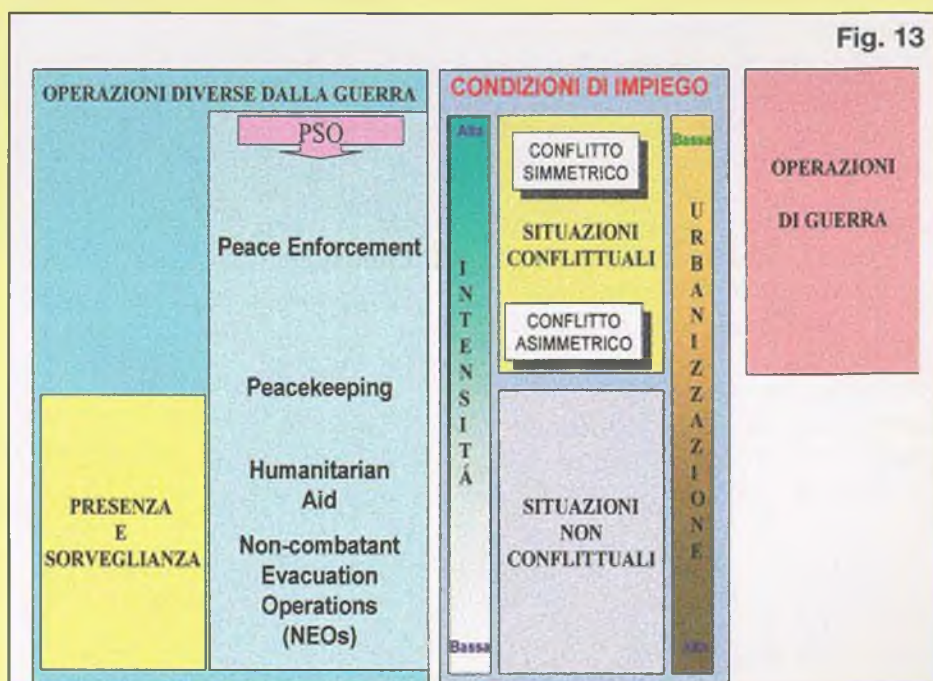 Fig. 13
OPERAZIONI DIVERSE DALLA GUERRA
PSO
Peace Enforcement
Peacekeeping
Humanitarian
Aid
Non-combatant
Evacuation
Operations
(NEOs)
PRESENZA
E
SORVEGLIANZA
CONDIZIONI DI IMPIEGO
Alta
INTENSITÁ
Bassa
CONFLITTO
SIMMETRICO
SITUAZIONI
CONFLITTUALI
CONFLITTO
ASIMMETRICO
SITUAZIONI
NON
CONFLITTUALI
Bassa
URBANIZZAZIONE
Alta
OPERAZIONI
DI GUERRA